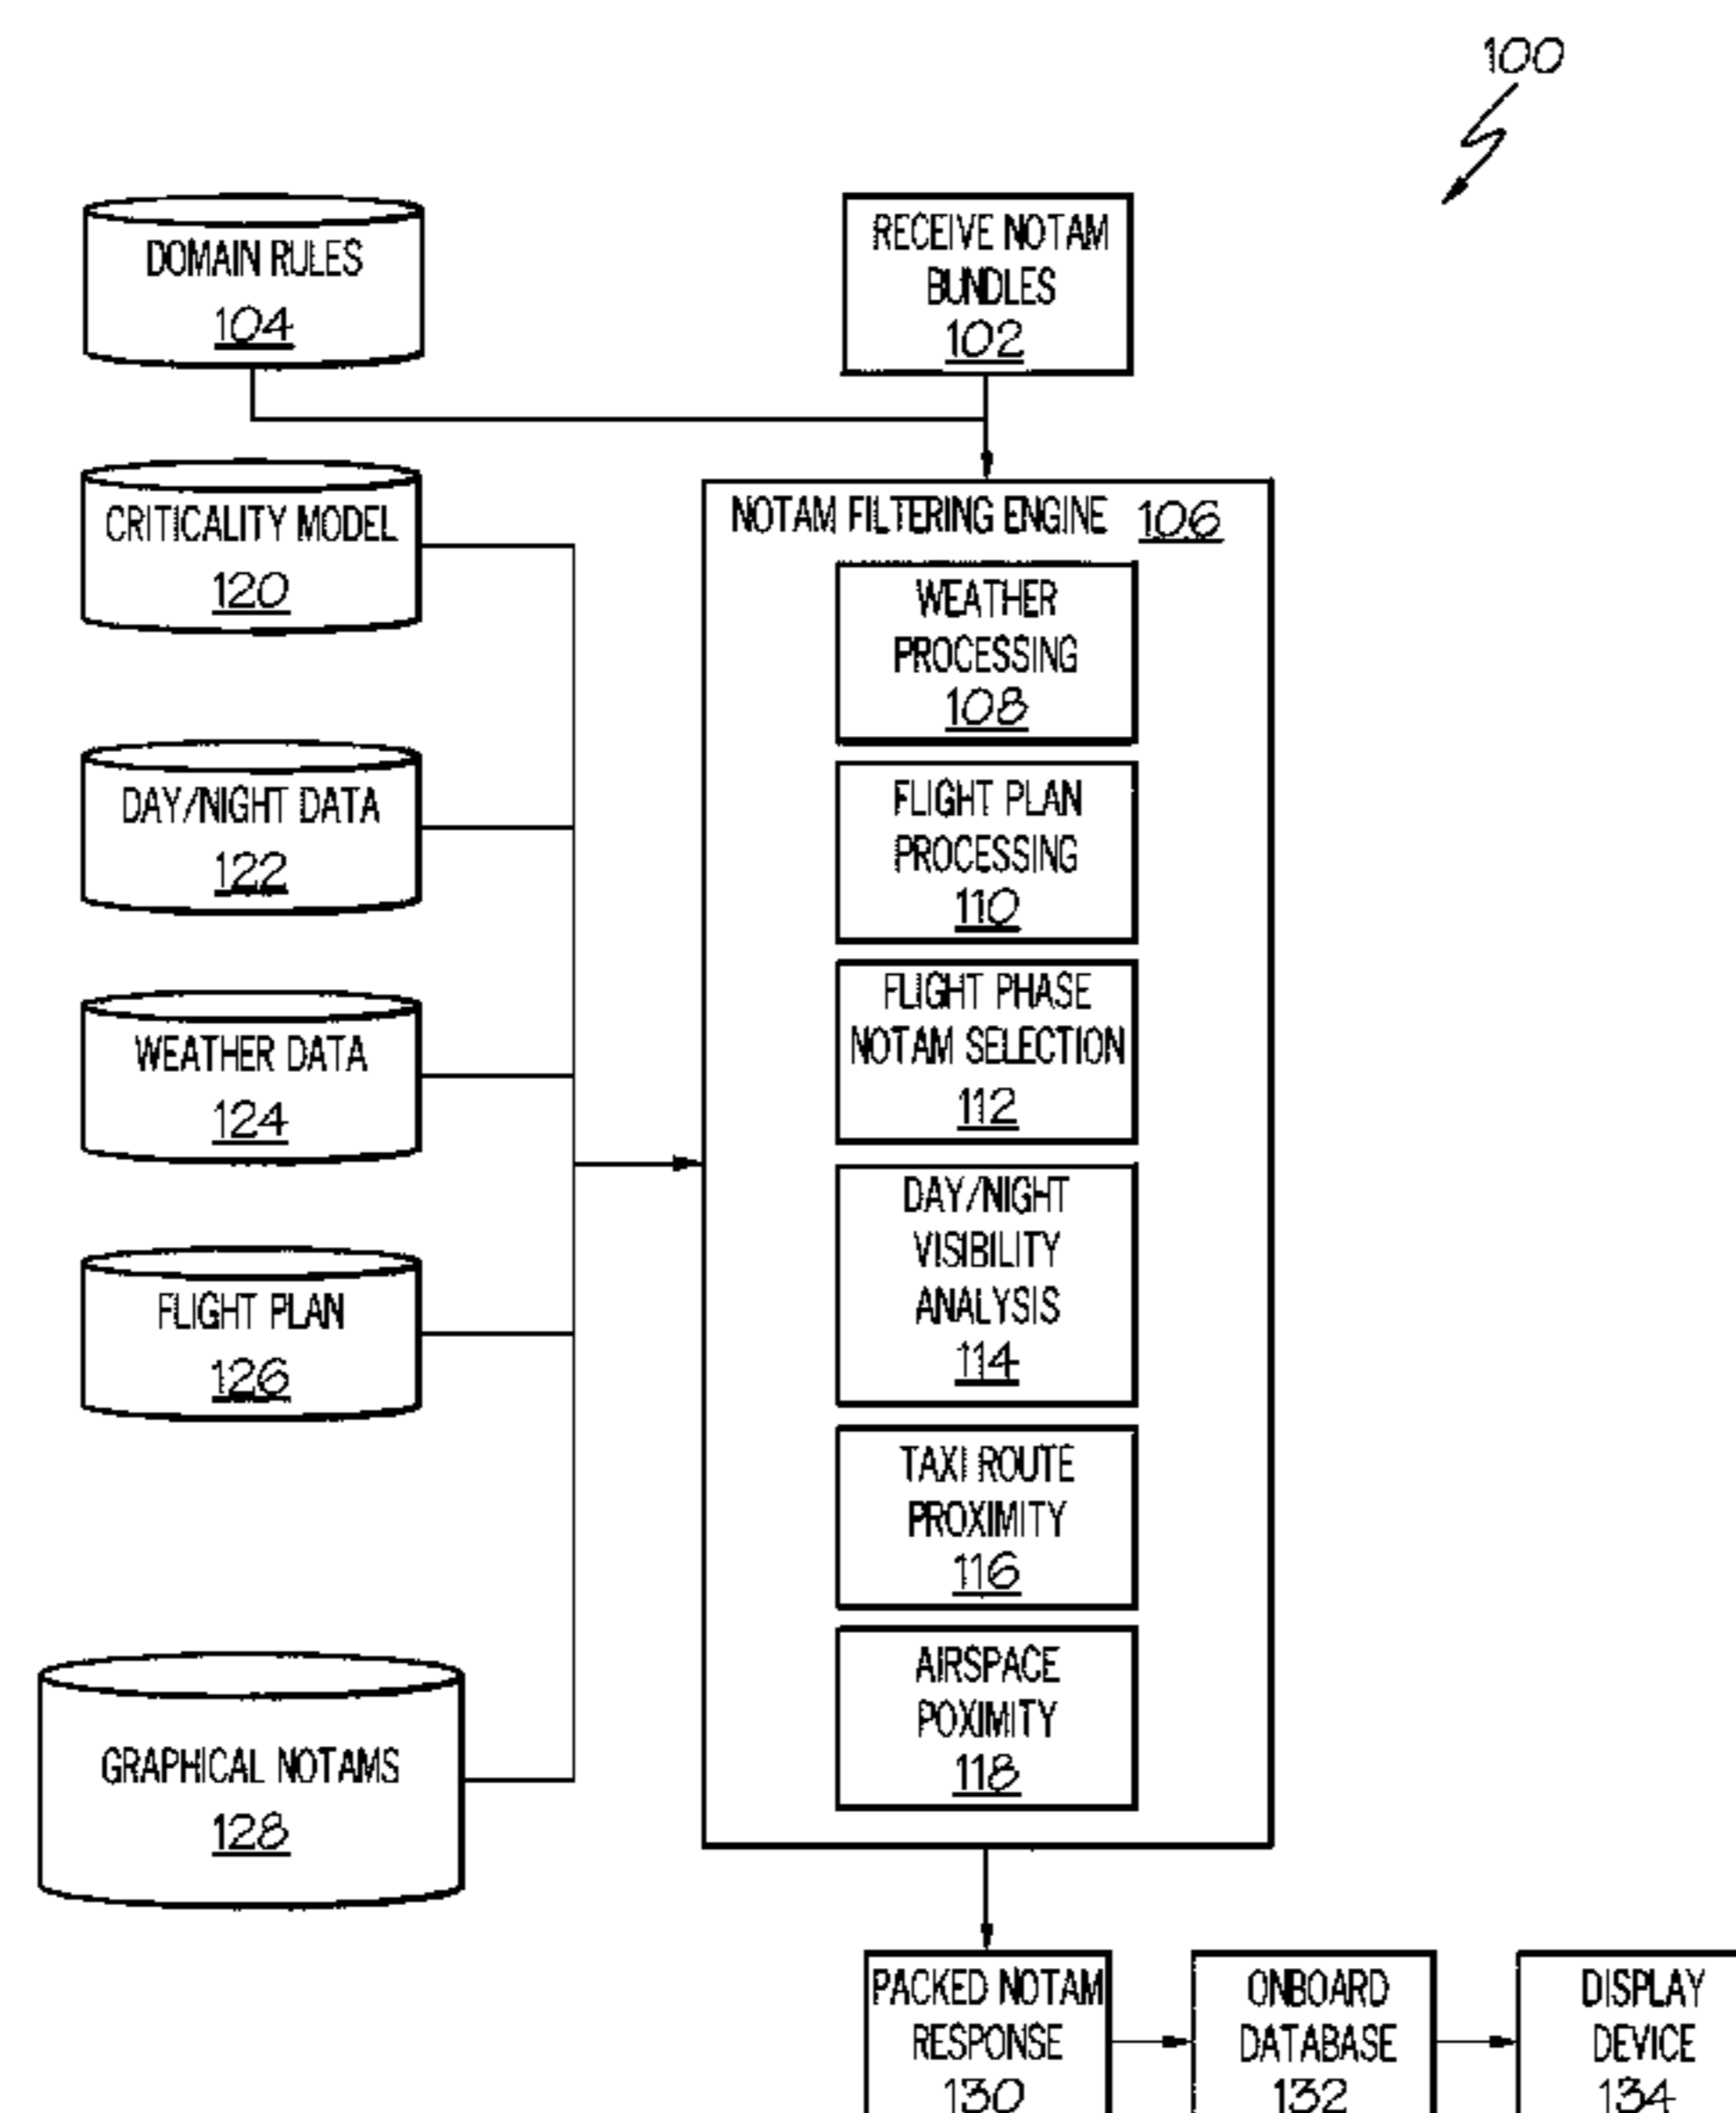 100
DOMAIN RULES
104
RECEIVE NOTAM
BUNDLES
102
CRITICALITY MODEL
120
DAY/NIGHT DATA
122
WEATHER DATA
124
FLIGHT PLAN
126
GRAPHICAL NOTAMS
128
NOTAM FILTERING ENGINE 106
WEATHER
PROCESSING
108
FLIGHT PLAN
PROCESSING
110
FLIGHT PHASE
NOTAM SELECTION
112
DAY/NIGHT
VISIBILITY
ANALYSIS
114
TAXI ROUTE
PROXIMITY
116
AIRSPACE
POXIMITY
118
PACKED NOTAM
RESPONSE
130
ONBOARD
DATABASE
132
DISPLAY
DEVICE
134